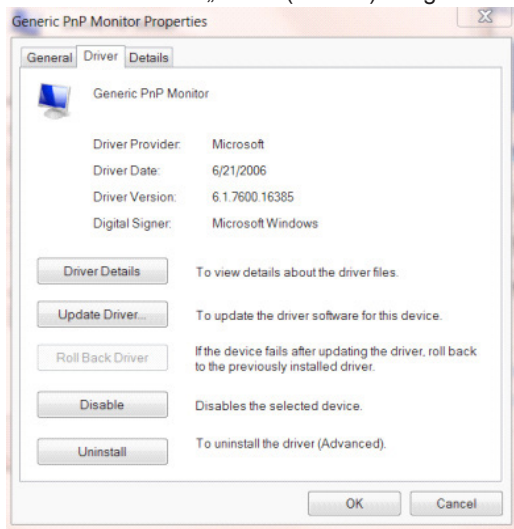 Generic PnP Monitor Properties
General Driver Details
Generic PnP Monitor
Driver Provider: Microsoft
Driver Date: 6/21/2006
Driver Version: 6.1.7600.16385
Digital Signer: Microsoft Windows
Driver Details To view details about the driver files.
Update Driver... To update the driver software for this device.
Roll Back Driver If the device fails after updating the driver, roll back
to the previously installed driver.
Disable Disables the selected device.
Uninstall To uninstall the driver (Advanced).
OK Cancel